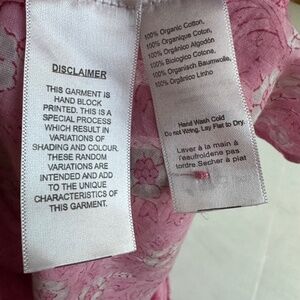 DISCLAIMER
THIS GARMENT IS
HAND BLOCK
PRINTED. THIS IS A
SPECIAL PROCESS
WHICH RESULT IN
VARIATIONS OF
SHADING AND COLOUR.
THESE RANDOM
VARIATIONS ARE
INTENDED AND ADD
TO THE UNIQUE
CHARACTERISTICS OF
THIS GARMENT.
100% Organic Cotton,
100% Organique Coton,
100% Orgánico Algodón
100% Biologico Cotone,
100% Organisch Baumwolle,
100% Orgânico Linho
Hand Wash Cold
Do not Wring, Lay Flat to Dry.
Laver à la main à
l'eaufroidene pas
tordre Secher à plat